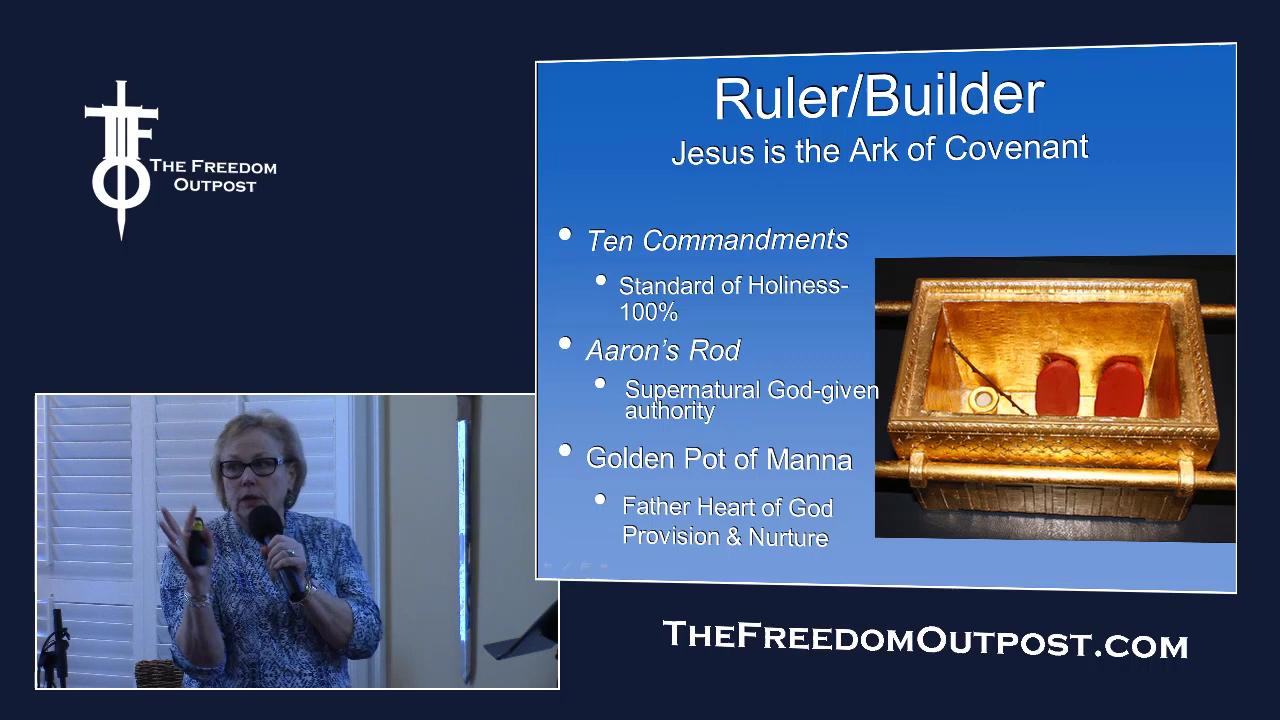 TF
O
THE FREEDOM
OUTPOST
Ruler/Builder
Jesus is the Ark of Covenant
• Ten Commandments
• Standard of Holiness-
100%
• Aaron's Rod
• Supernatural God-given
authority
• Golden Pot of Manna
• Father Heart of God
Provision & Nurture
THEFREEDOMOUTPOST.COM